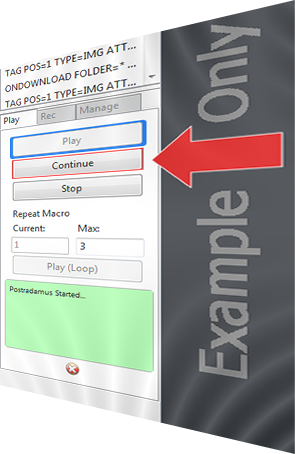 TAG POS=1 TYPE=IMG ATT...
ONDOWNLOAD FOLDER=* ...
TAG POS=1 TYPE=IMG ATT...
Play
Rec
Manage
Play
Continue
Stop
Repeat Macro
Current:
Max:
1
3
Play (Loop)
Postradamus Started...
Example Only